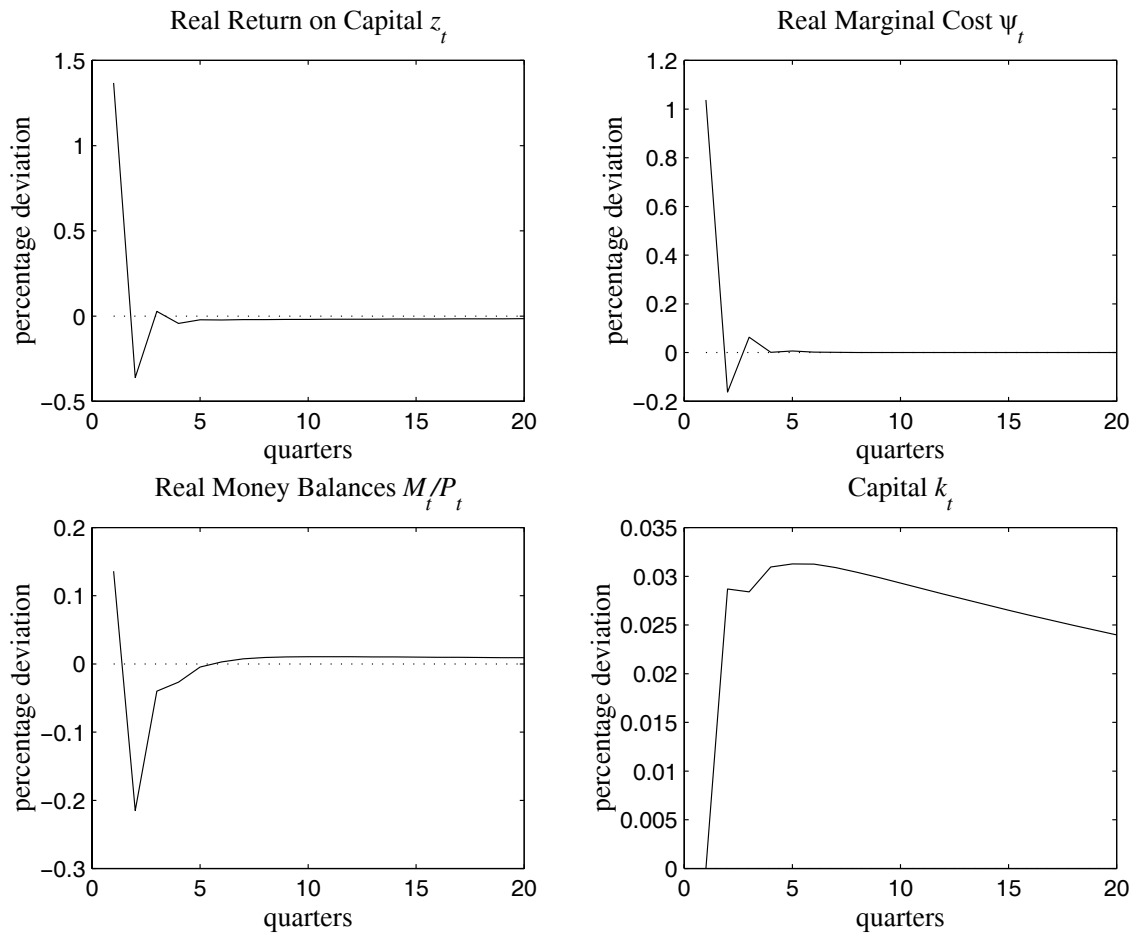 Real Return on Capital z_t
1.5
1
0.5
0
−0.5
percentage deviation
0 5 10 15 20
quarters
Real Marginal Cost ψ_t
1.2
1
0.8
0.6
0.4
0.2
0
−0.2
percentage deviation
0 5 10 15 20
quarters
Real Money Balances M_t/P_t
0.2
0.1
0
−0.1
−0.2
−0.3
percentage deviation
0 5 10 15 20
quarters
Capital k_t
0.035
0.03
0.025
0.02
0.015
0.01
0.005
0
percentage deviation
0 5 10 15 20
quarters